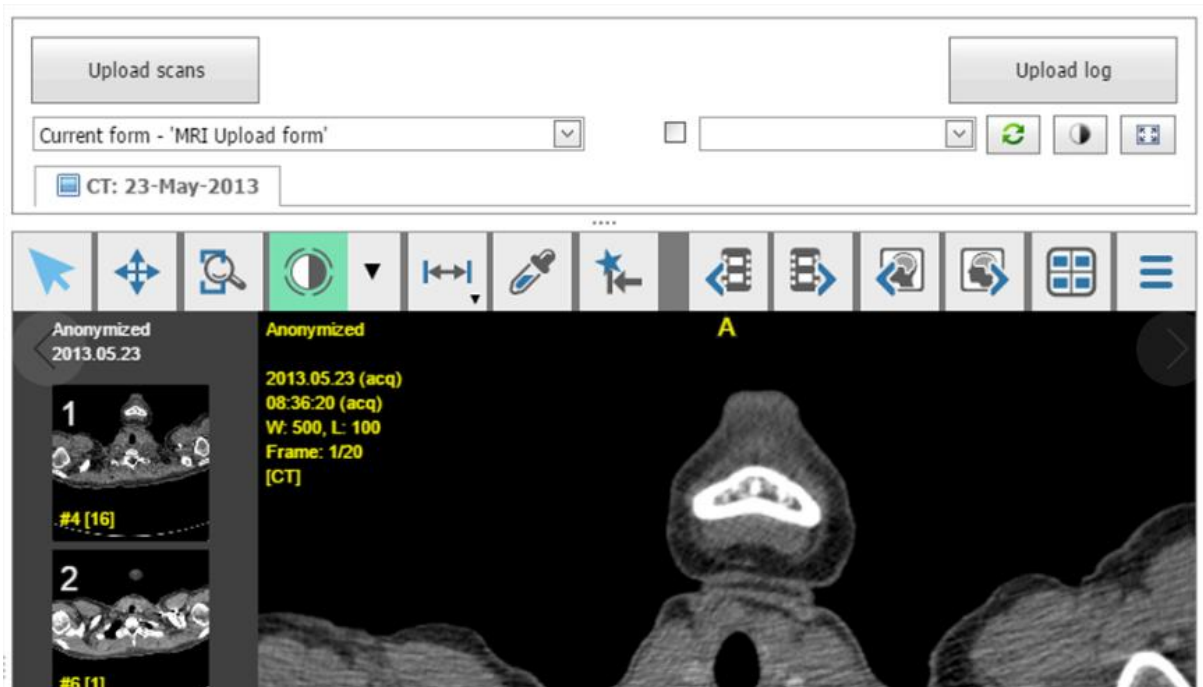 Upload scans
Upload log
Current form - 'MRI Upload form'
CT: 23-May-2013
Anonymized
2013.05.23
1
#4 [16]
2
#6 [1]
Anonymized
2013.05.23 (acq)
08:36:20 (acq)
W: 500, L: 100
Frame: 1/20
[CT]
A